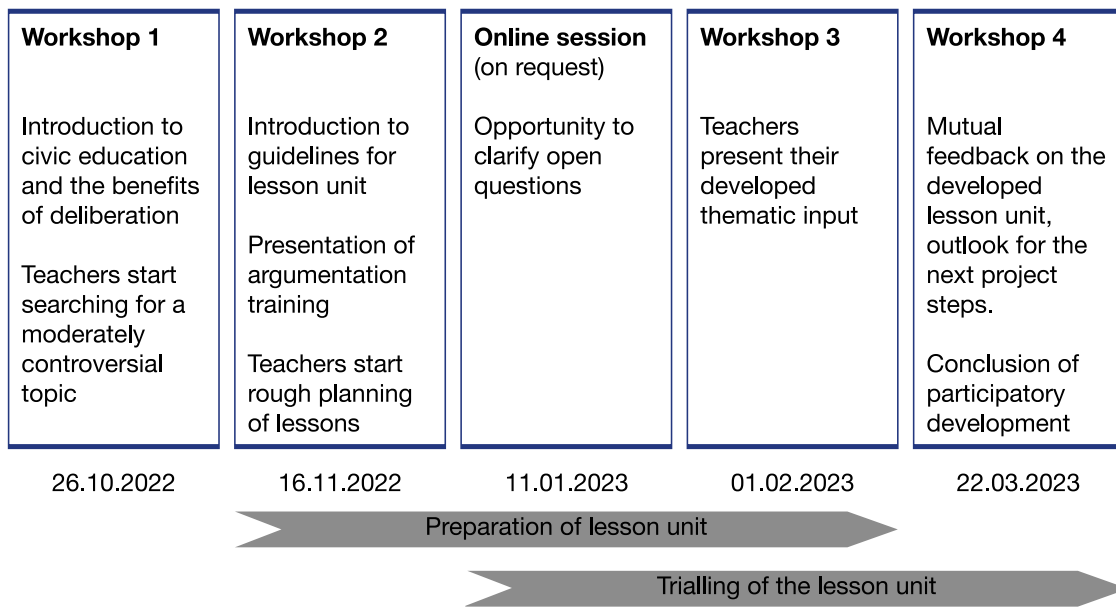 Workshop 1
Introduction to
civic education
and the benefits
of deliberation
Teachers start
searching for a
moderately
controversial
topic
26.10.2022
Workshop 2
Introduction to
guidelines for
lesson unit
Presentation of
argumentation
training
Teachers start
rough planning
of lessons
16.11.2022
Online session
(on request)
Opportunity to
clarify open
questions
11.01.2023
Workshop 3
Teachers
present their
developed
thematic input
01.02.2023
Workshop 4
Mutual
feedback on the
developed
lesson unit,
outlook for the
next project
steps.
Conclusion of
participatory
development
22.03.2023
Preparation of lesson unit
Trialling of the lesson unit